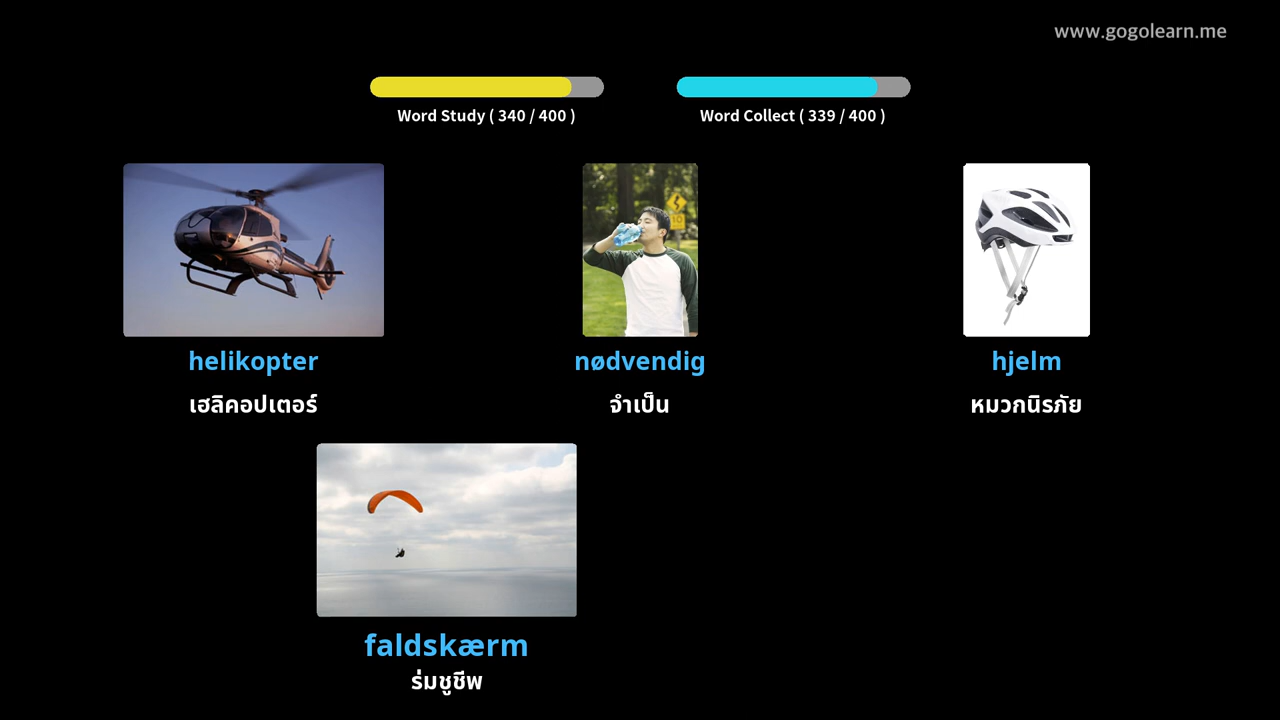 www.gogolearn.me
Word Study ( 340 / 400 )
Word Collect ( 339 / 400 )
helikopter
nødvendig
hjelm
เฮลิคอปเตอร์
จำเป็น
หมวกนิรภัย
faldskærm
ร่มชูชีพ